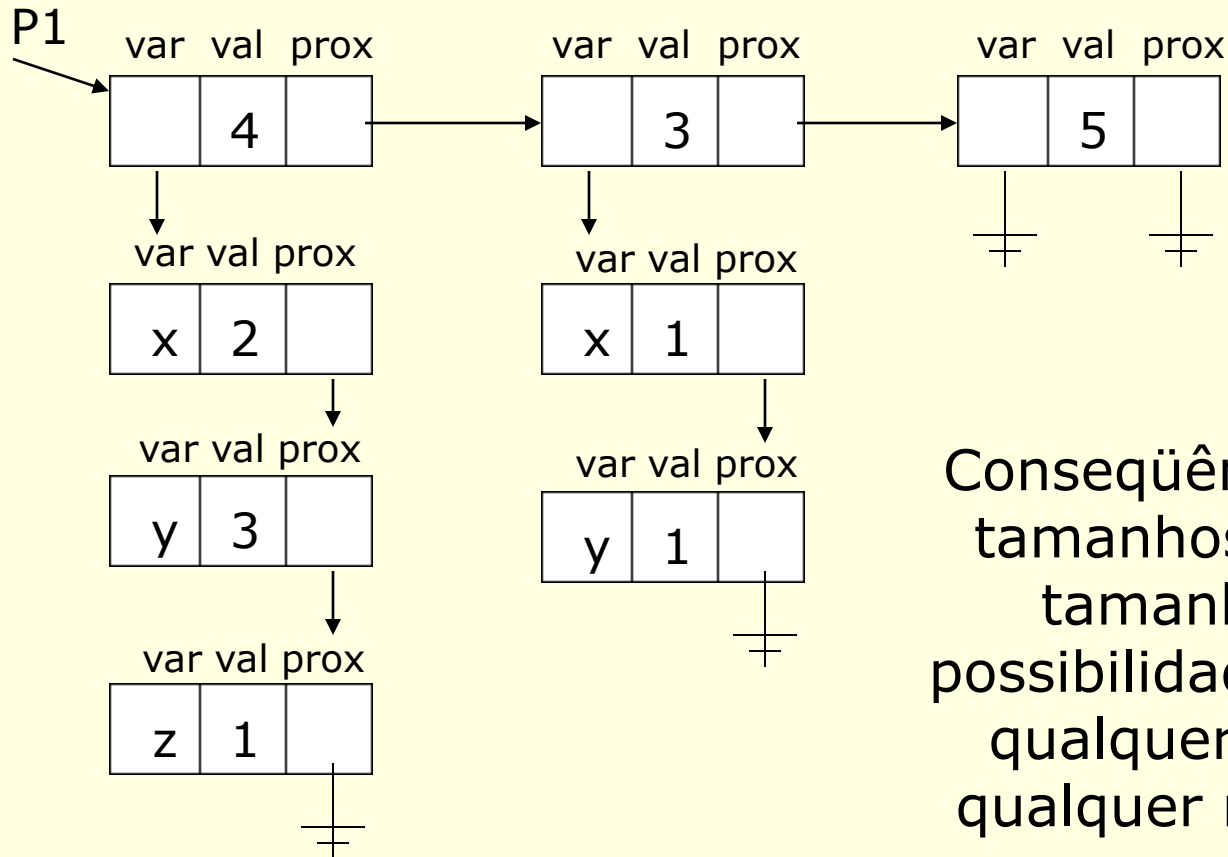 P1
var val prox var val prox var val prox
4 3 5
var val prox var val prox
x 2 x 1
var val prox var val prox
y 3 y 1
var val prox
z 1
tamanhos
qualquer
qualquer